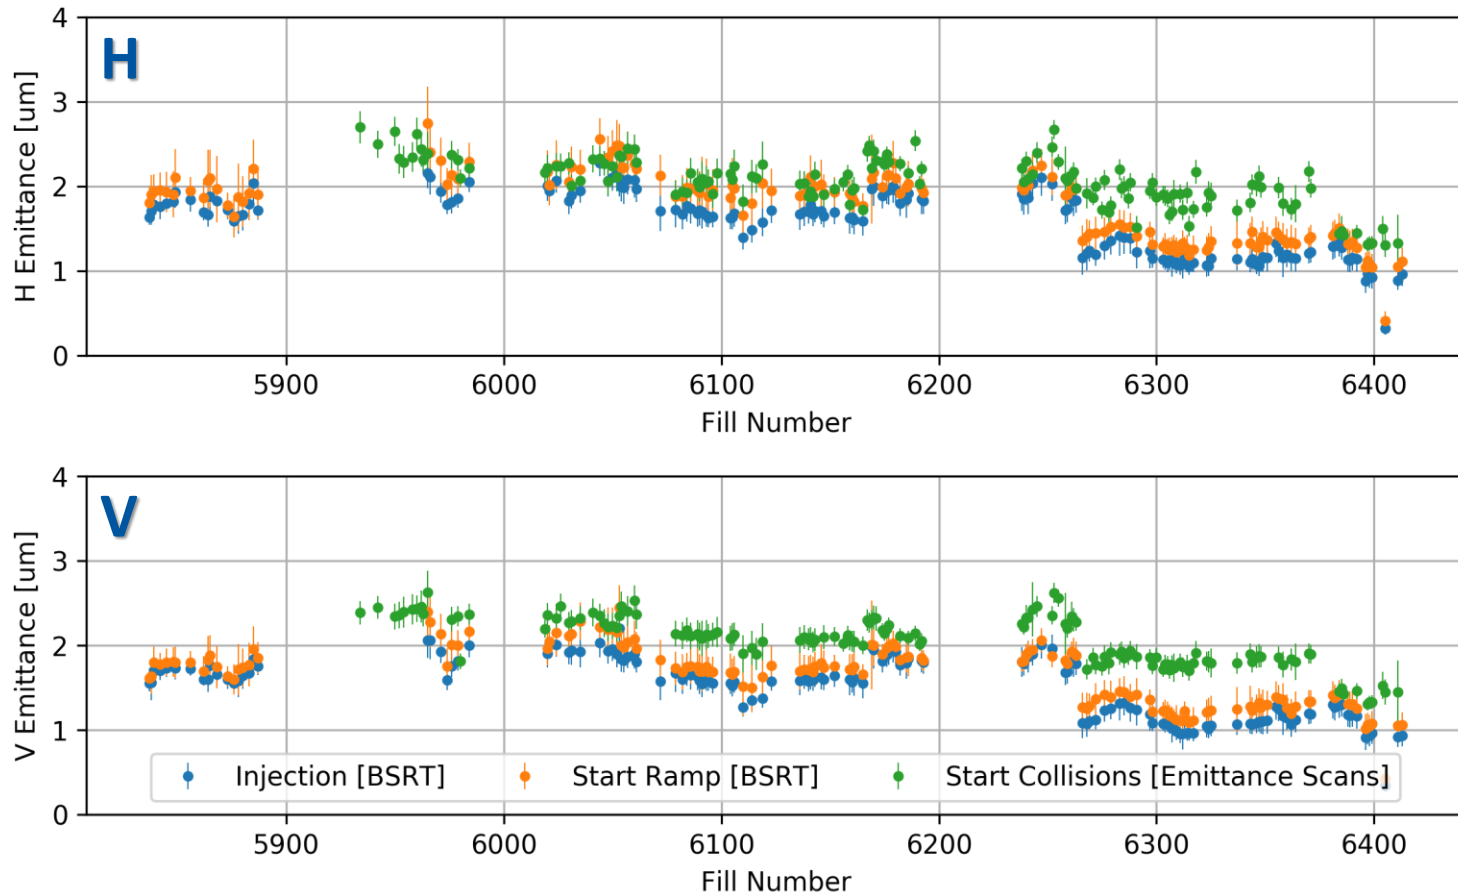 H
H Emittance [um]
4
3
2
1
0
5900 6000 6100 6200 6300 6400
Fill Number
V
V Emittance [um]
4
3
2
1
0
Injection [BSRT] Start Ramp [BSRT] Start Collisions [Emittance Scans]
5900 6000 6100 6200 6300 6400
Fill Number